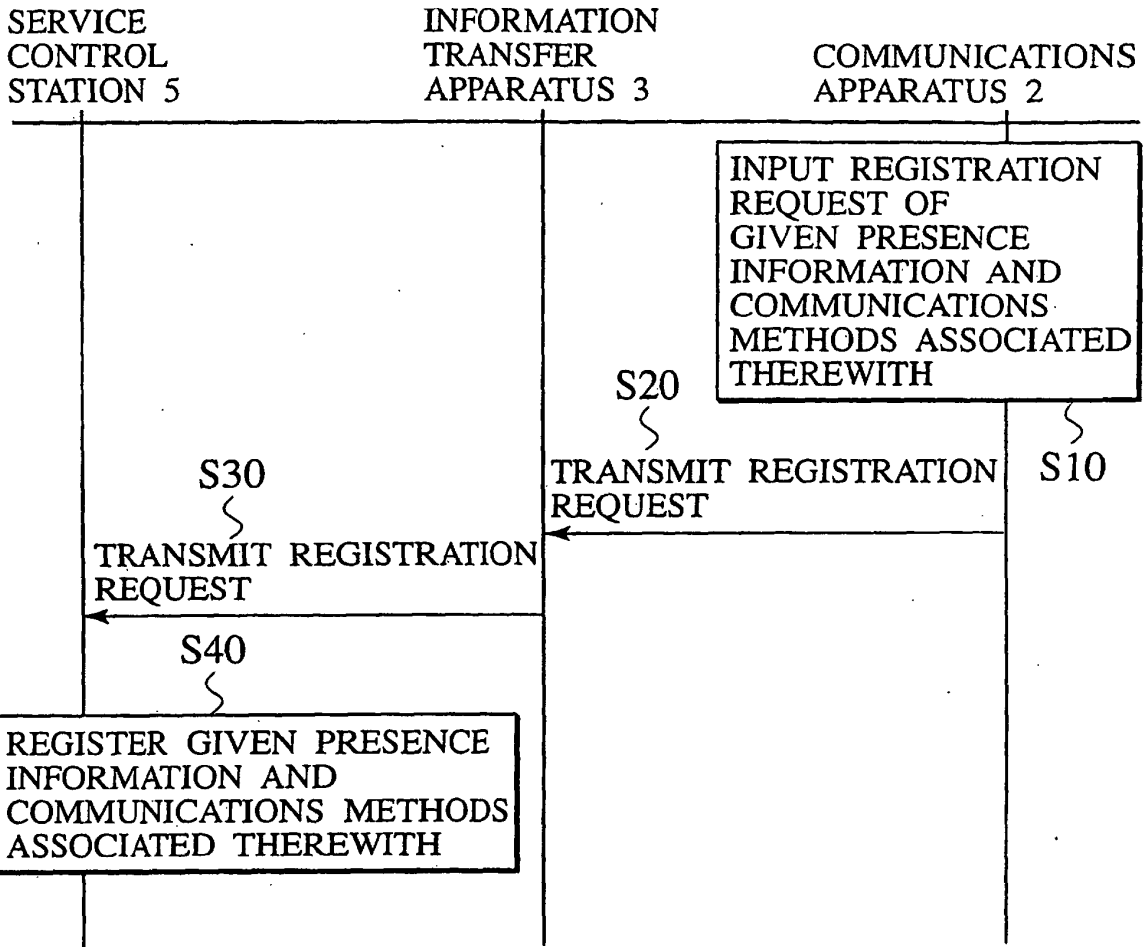 SERVICE
CONTROL
STATION 5
INFORMATION
TRANSFER
APPARATUS 3
COMMUNICATIONS
APPARATUS 2
INPUT REGISTRATION
REQUEST OF
GIVEN PRESENCE
INFORMATION AND
COMMUNICATIONS
METHODS ASSOCIATED
THEREWITH
S10
S20
TRANSMIT REGISTRATION
REQUEST
S30
TRANSMIT REGISTRATION
REQUEST
S40
REGISTER GIVEN PRESENCE
INFORMATION AND
COMMUNICATIONS METHODS
ASSOCIATED THEREWITH